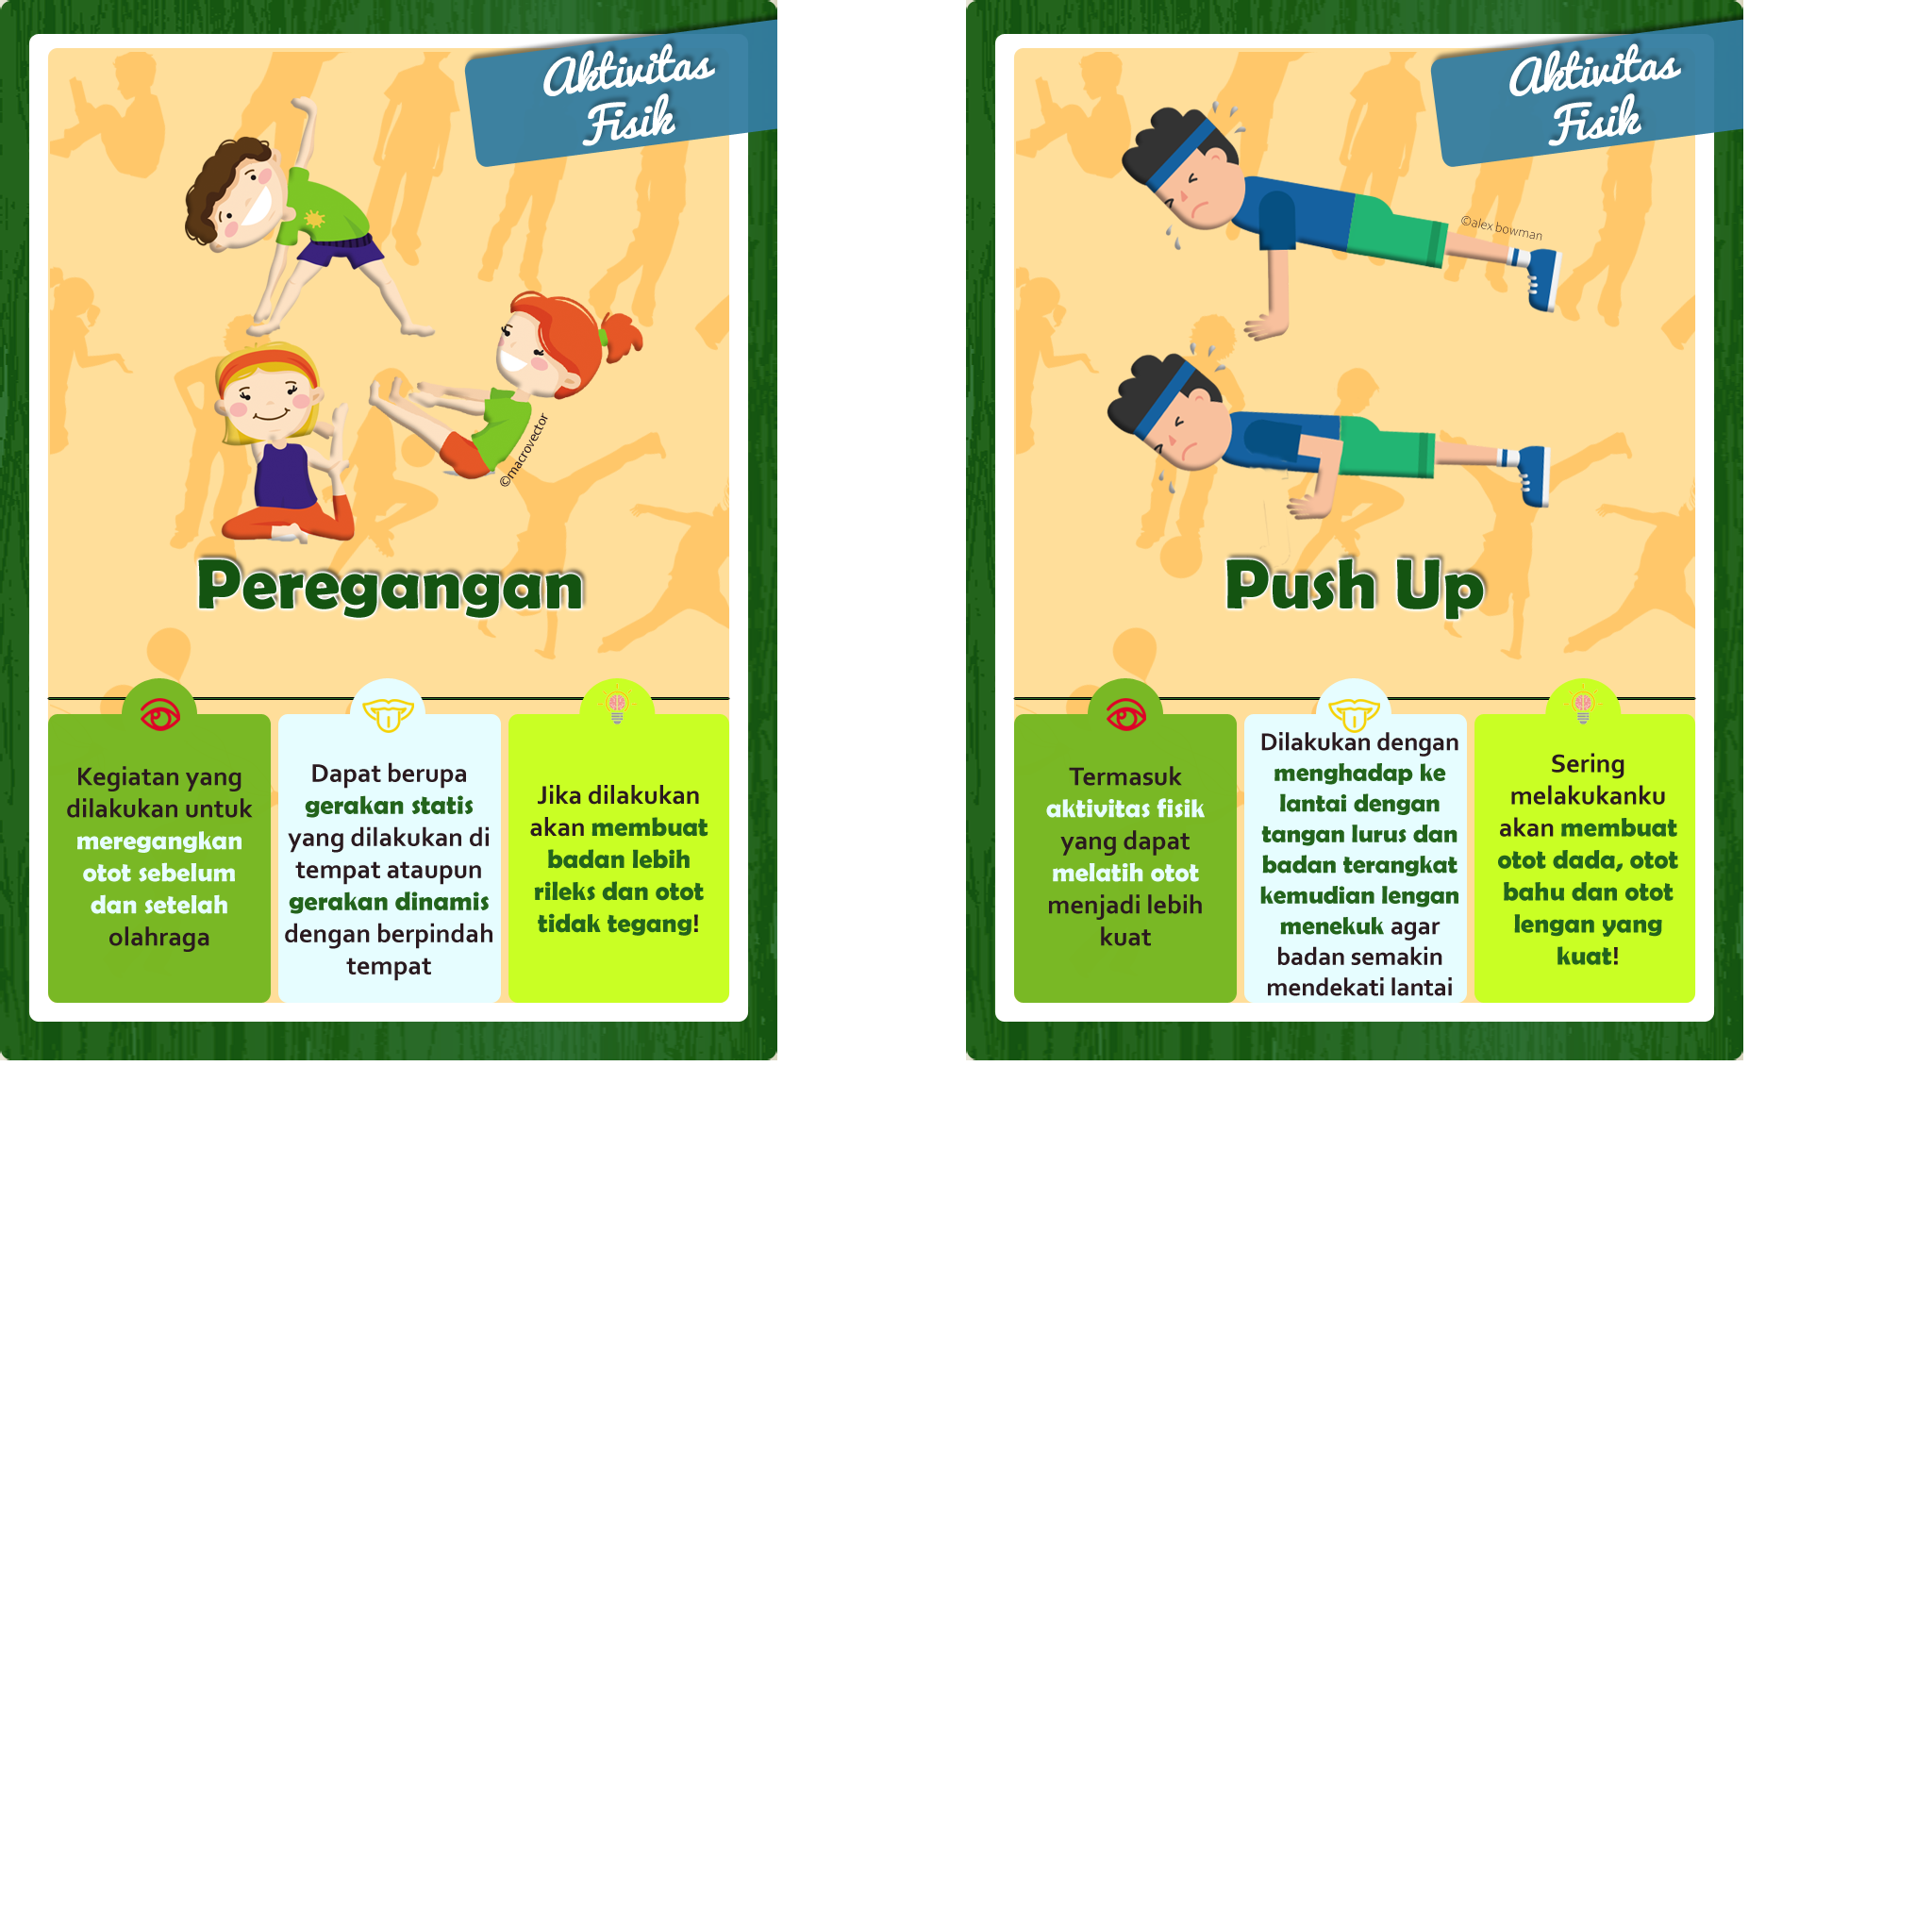 Aktivitas
Fisik
©macrovector
Peregangan
Kegiatan yang
dilakukan untuk
meregangkan
otot sebelum
dan setelah
olahraga
Dapat berupa
gerakan statis
yang dilakukan di
tempat ataupun
gerakan dinamis
dengan berpindah
tempat
Jika dilakukan
akan membuat
badan lebih
rileks dan otot
tidak tegang!
Aktivitas
Fisik
©alex bowman
Push Up
Termasuk
aktivitas fisik
yang dapat
melatih otot
menjadi lebih
kuat
Dilakukan dengan
menghadap ke
lantai dengan
tangan lurus dan
badan terangkat
kemudian lengan
menekuk agar
badan semakin
mendekati lantai
Sering
melakukanku
akan membuat
otot dada, otot
bahu dan otot
lengan yang
kuat!